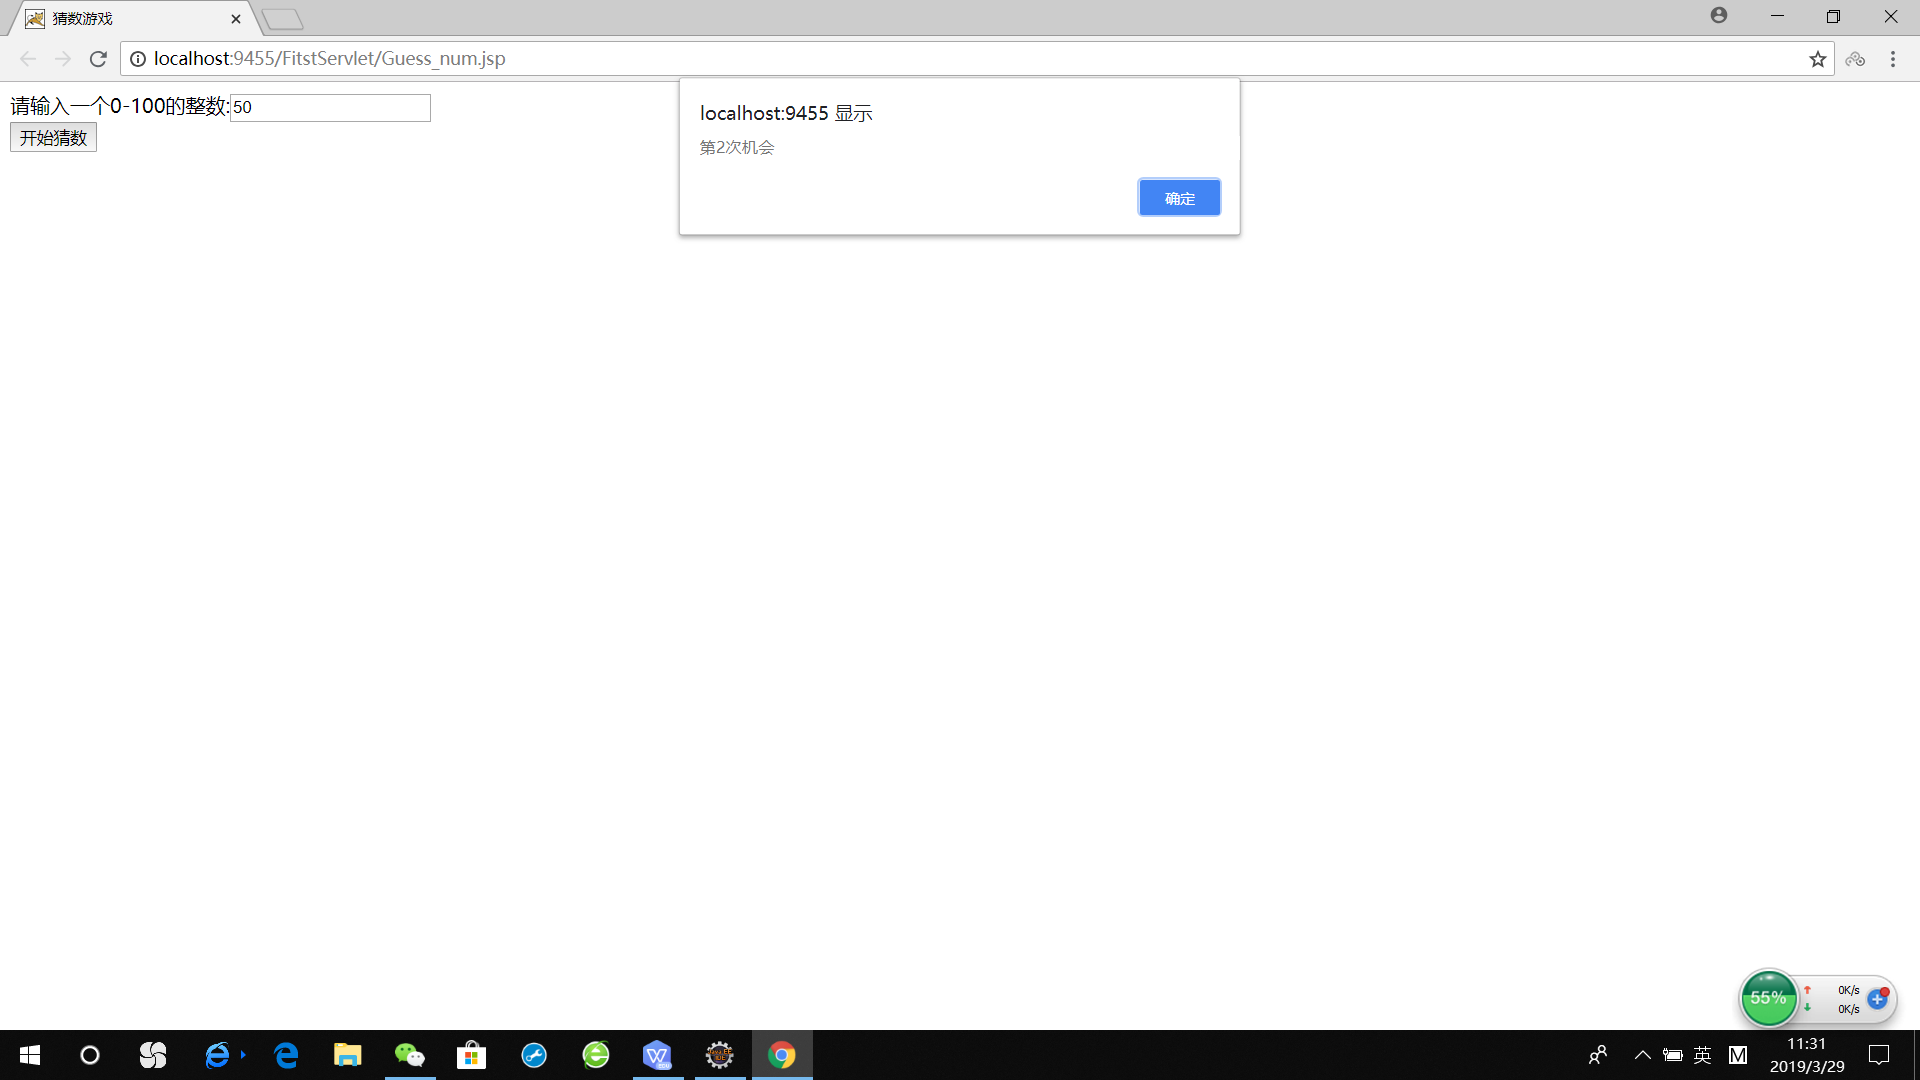 猜数游戏
localhost:9455/FitstServlet/Guess_num.jsp
请输入一个0-100的整数:50
开始猜数
localhost:9455 显示
第2次机会
确定
55%
0K/s
0K/s
英
M
11:31
2019/3/29